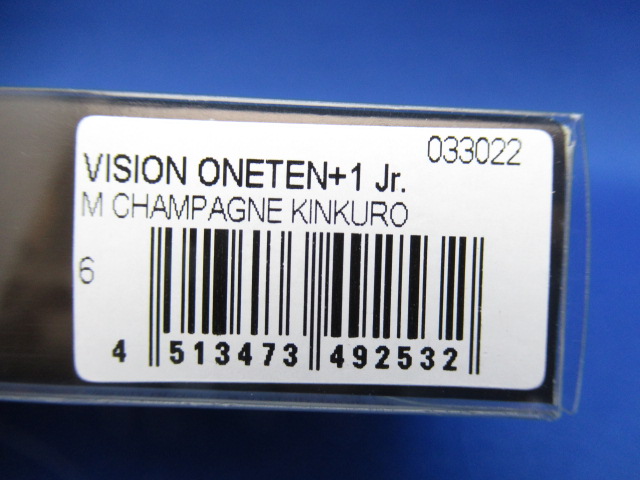 033022
VISION ONETEN+1 Jr.
M CHAMPAGNE KINKURO
6
4 513473 492532